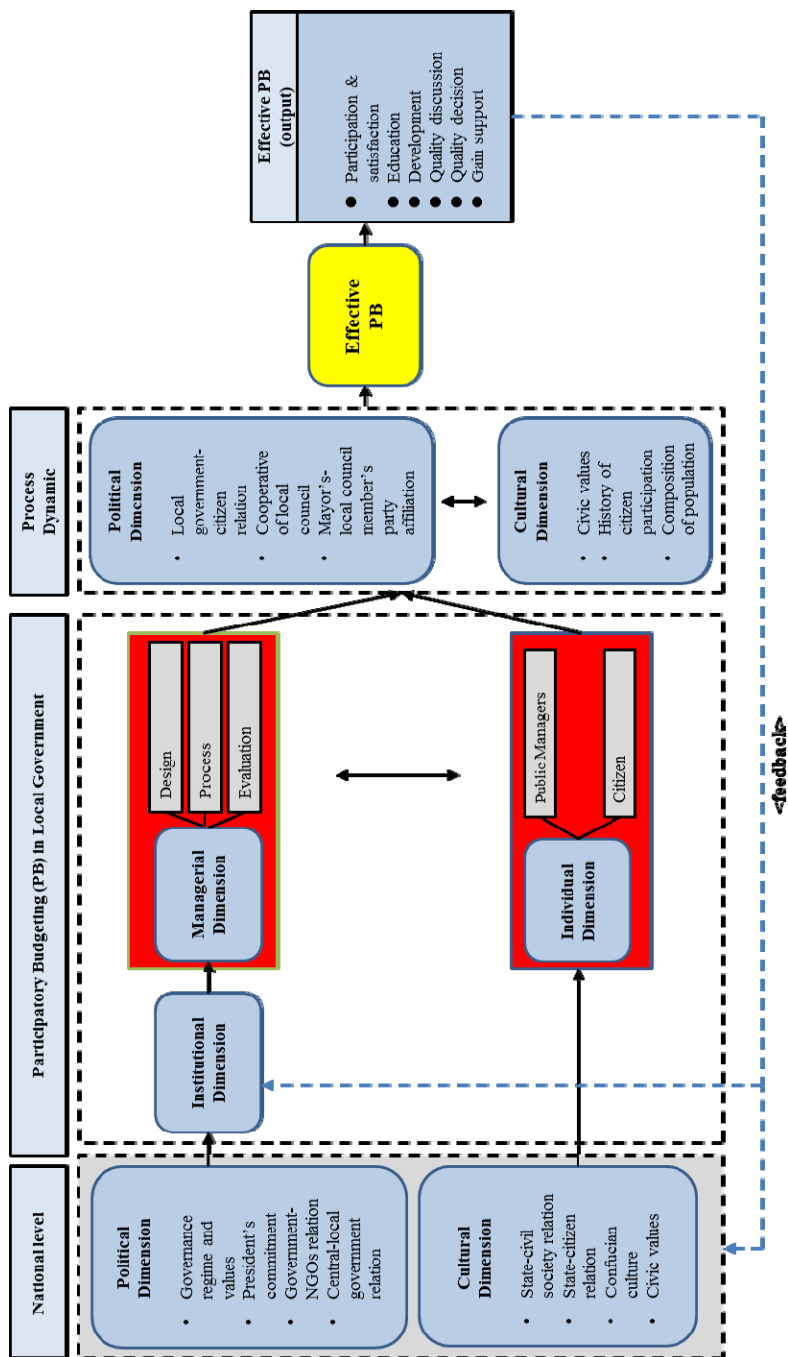 National level
Participatory Budgeting (PB) in Local Government
Process
Dynamic
Political
Dimension
• Governance
regime and
values
• President's
commitment
• Government-
NGOs relation
• Central-local
government
relation
Cultural
Dimension
• State-civil
society relation
• State-citizen
relation
• Confucian
culture
• Civic values
Institutional
Dimension
Managerial
Dimension
Design
Process
Evaluation
Individual
Dimension
Public Managers
Citizen
Political
Dimension
• Local
government-
citizen
relation
• Cooperative
of local
council
• Mayor's-
local council
member's
party
affiliation
Cultural
Dimension
• Civic values
• History of
citizen
participation
• Composition
of population
Effective
PB
Effective PB
(output)
● Participation &
satisfaction
● Education
● Development
● Quality discussion
● Quality decision
● Gain support
<feedback>